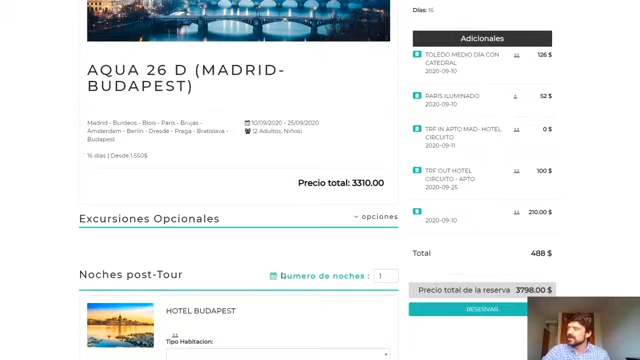 AQUA 26 D (MADRID-
BUDAPEST)
Madrid - Burdeos - Blois - París - Brujas -
Ámsterdam - Berlín - Dresde - Praga - Bratislava -
Budapest
10/09/2020 - 25/09/2020
(2 Adultos, Niños)
16 días | Desde 1.550$
Precio total: 3310.00
Excursiones Opcionales
opciones
Noches post-Tour
Numero de noches :
1
HOTEL BUDAPEST
Tipo Habitacion:
Días: 16
Adicionales
TOLEDO MEDIO DÍA CON
CATEDRAL
2020-09-10
126 $
PARÍS ILUMINADO
2020-09-10
52 $
TRF IN APTO MAD- HOTEL
CIRCUITO
2020-09-11
0 $
TRF OUT HOTEL
CIRCUITO - APTO
2020-09-25
100 $
2020-09-10
210.00 $
Total
488 $
Precio total de la reserva
3798.00 $
RESERVAR